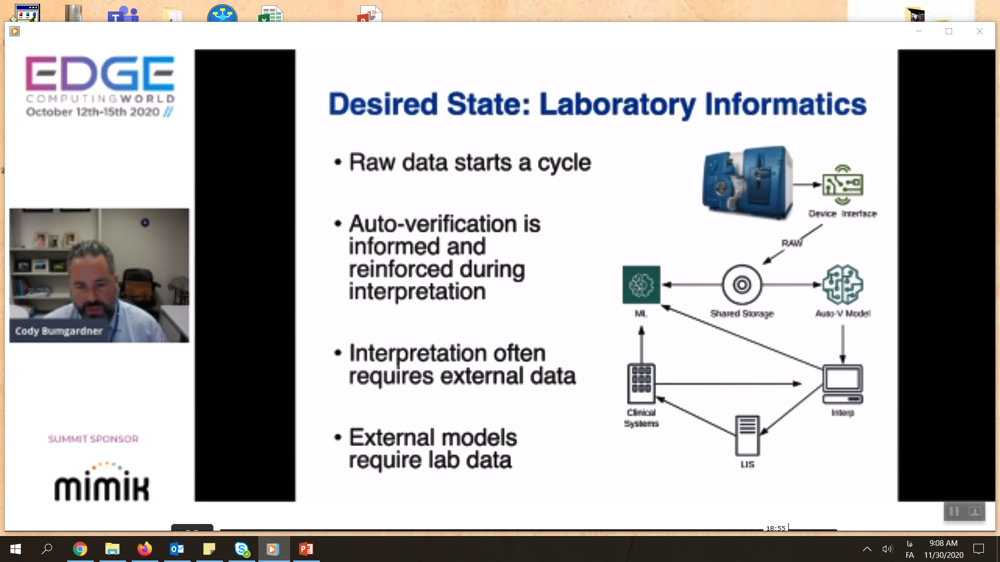 EDGE
COMPUTINGWORLD
October 12th-15th 2020 //
Desired State: Laboratory Informatics
• Raw data starts a cycle
• Auto-verification is
informed and
reinforced during
interpretation
• Interpretation often
requires external data
• External models
require lab data
Device Interface
RAW
ML
Shared Storage
Auto-V Model
Clinical
Systems
Interp
LIS
Cody Bumgardner
SUMMIT SPONSOR
mimik
18:55
فا
FA
9:08 AM
11/30/2020